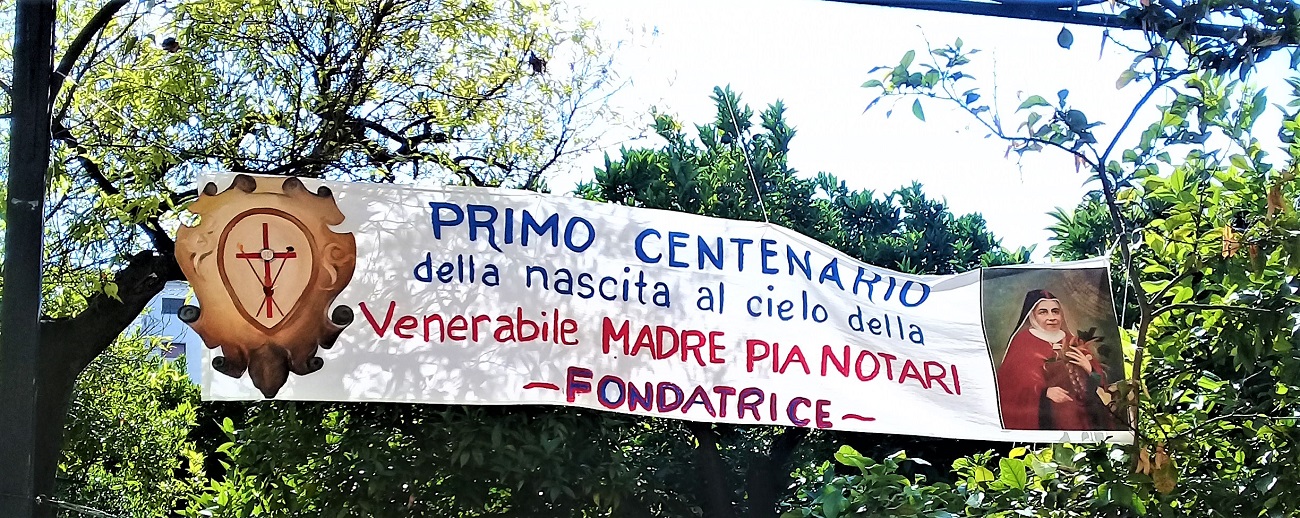 PRIMO CENTENARIO
della nascita al cielo della
Venerabile MADRE PIA NOTARI
~ FONDATRICE ~